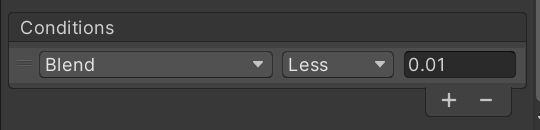 Conditions
Blend Less 0.01
+ −